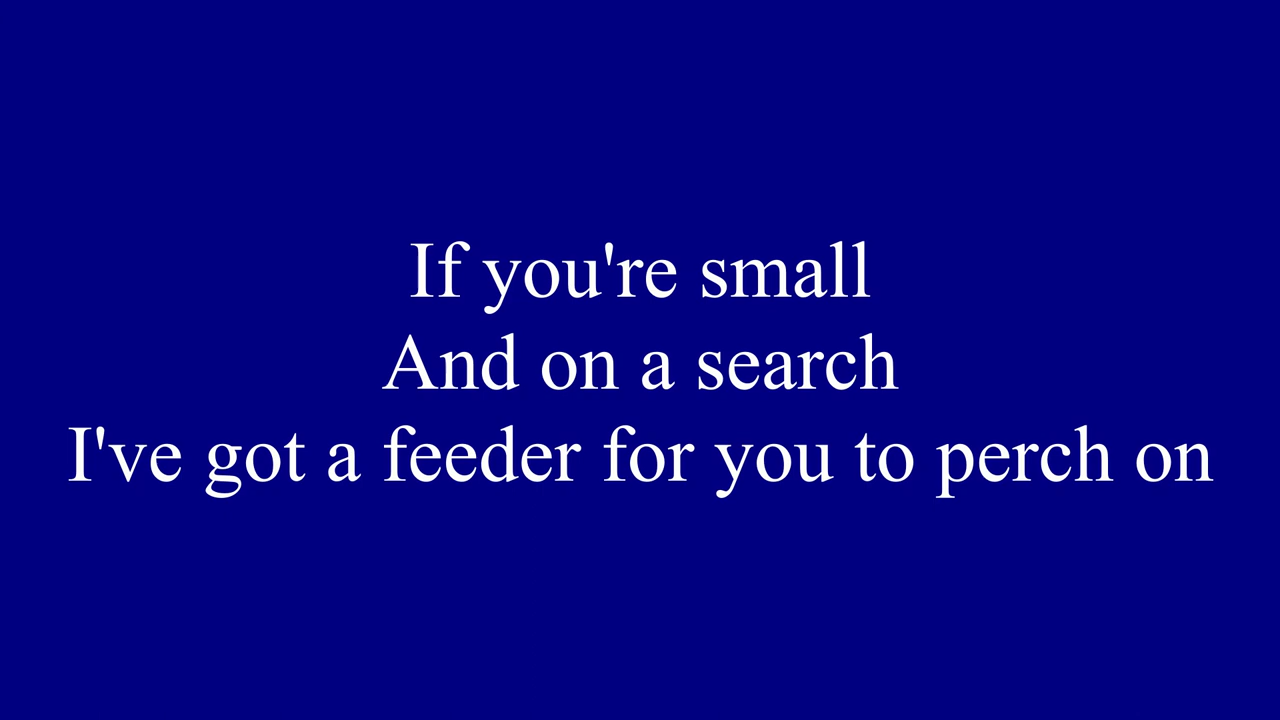 If you're small
And on a search
I've got a feeder for you to perch on